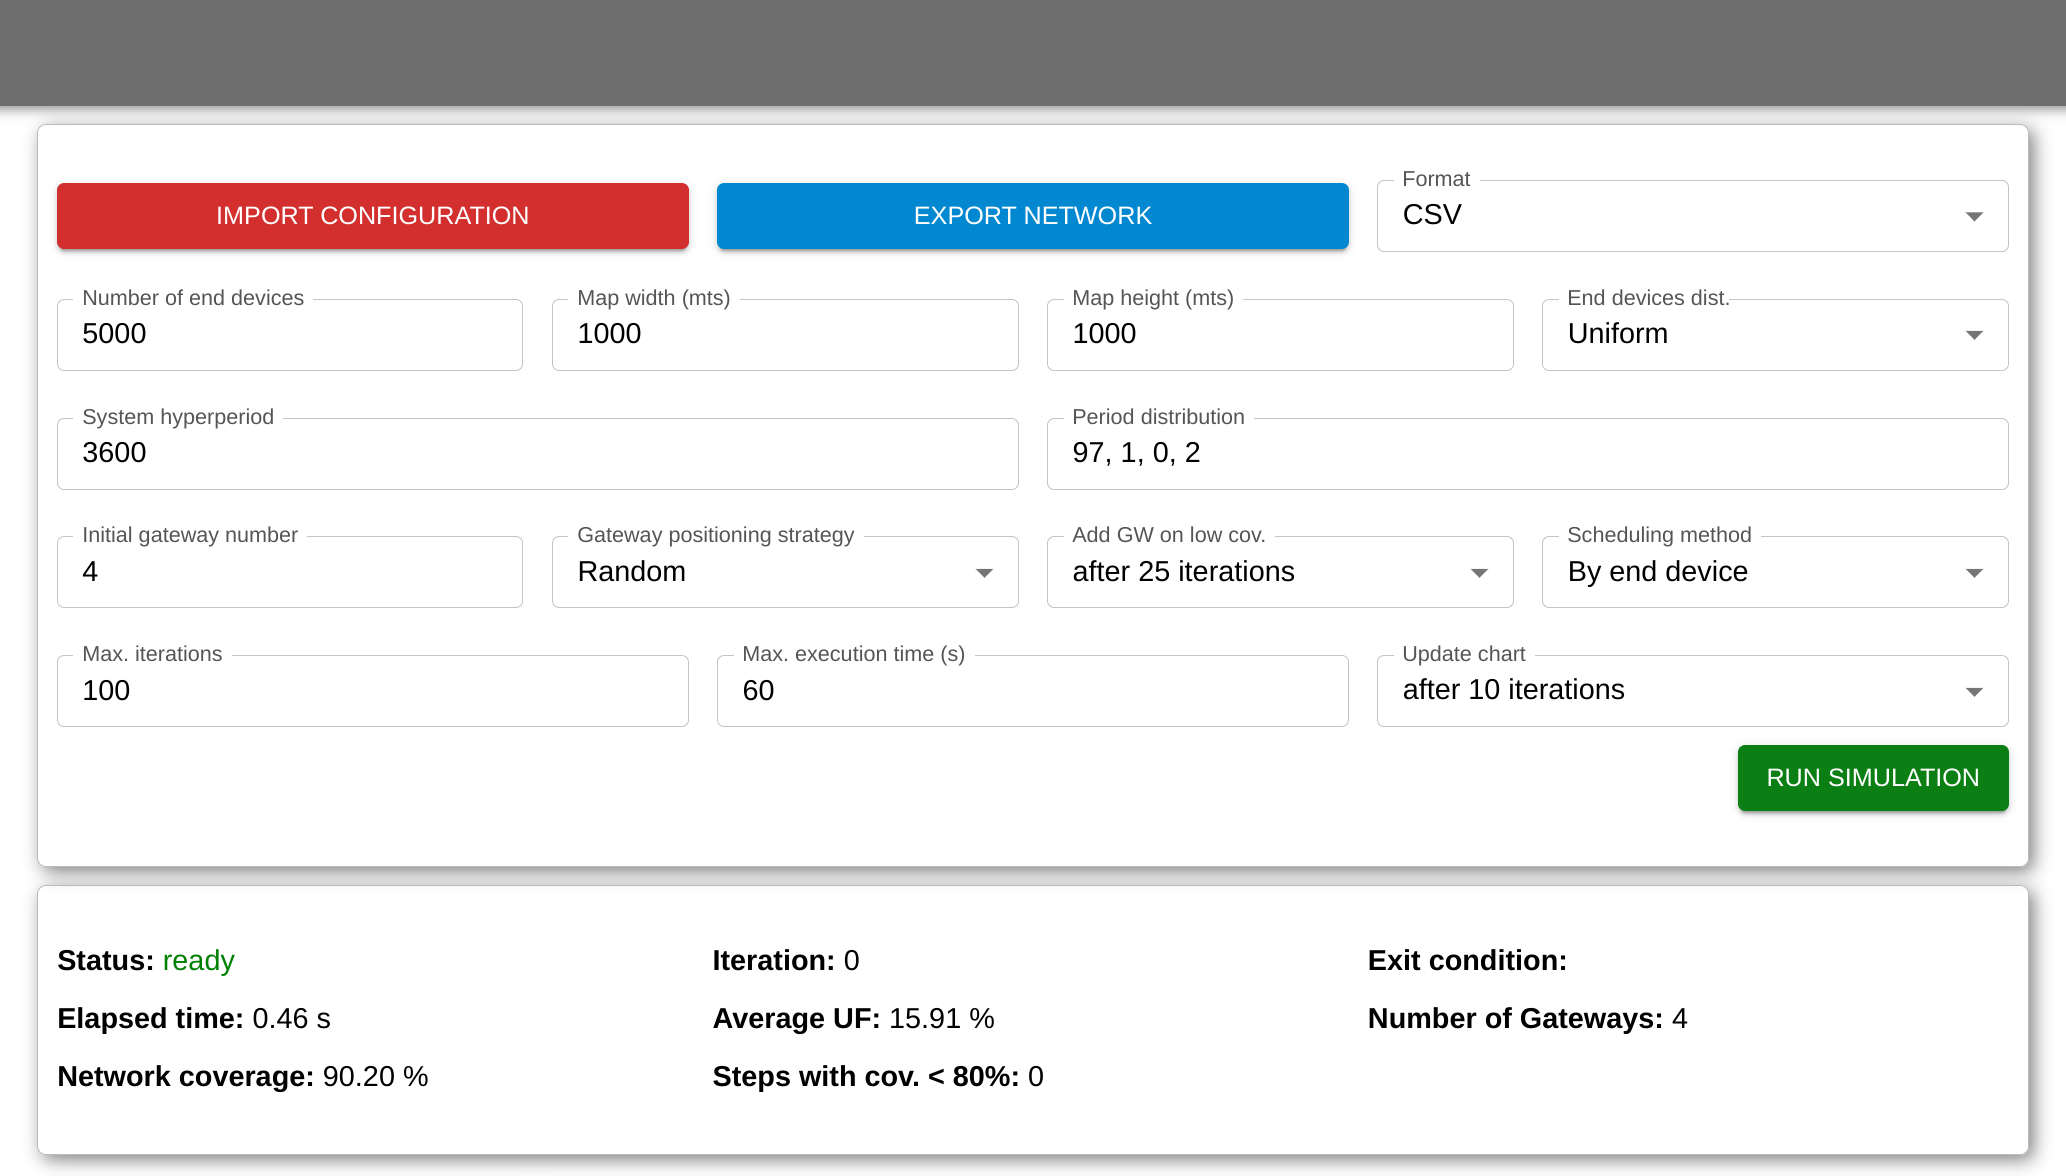 IMPORT CONFIGURATION
EXPORT NETWORK
Format
CSV
Number of end devices
5000
Map width (mts)
1000
Map height (mts)
1000
End devices dist.
Uniform
System hyperperiod
3600
Period distribution
97, 1, 0, 2
Initial gateway number
4
Gateway positioning strategy
Random
Add GW on low cov.
after 25 iterations
Scheduling method
By end device
Max. iterations
100
Max. execution time (s)
60
Update chart
after 10 iterations
RUN SIMULATION
Status: ready
Iteration: 0
Exit condition:
Elapsed time: 0.46 s
Average UF: 15.91 %
Number of Gateways: 4
Network coverage: 90.20 %
Steps with cov. < 80%: 0